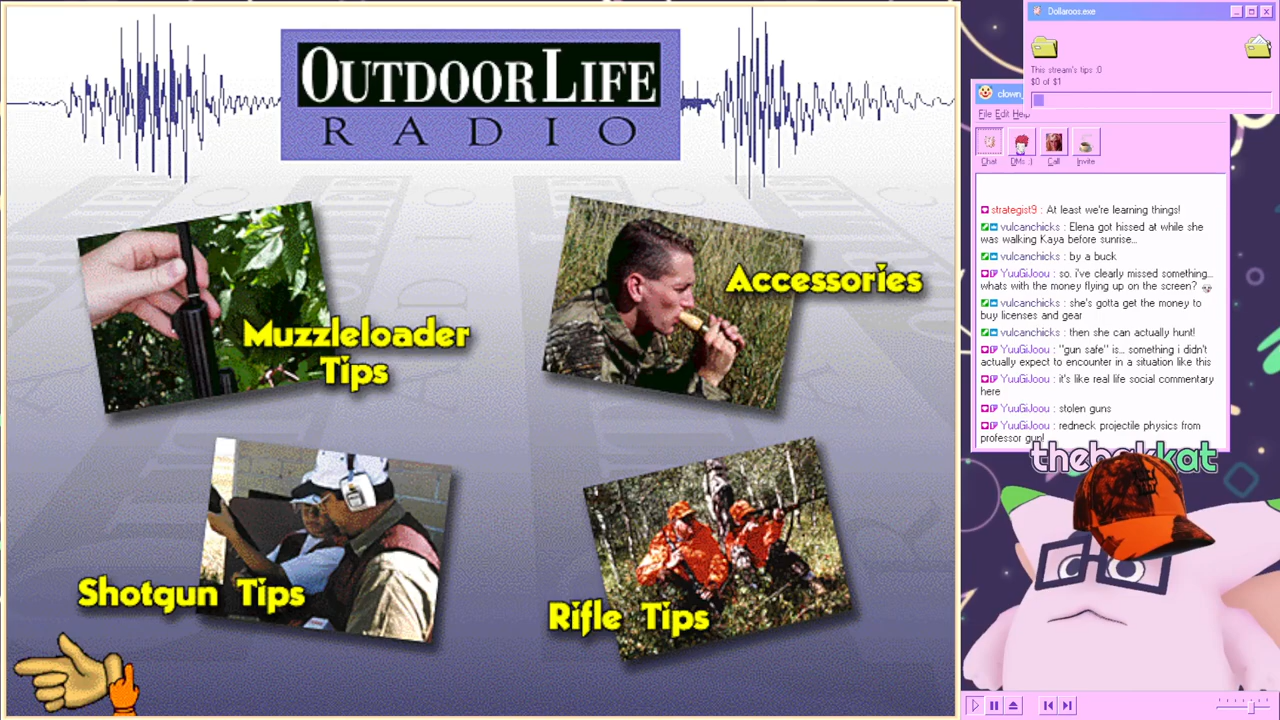 OUTDOOR LIFE
RADIO
Muzzleloader
Tips
Accessories
Shotgun Tips
Rifle Tips
Dollaroos.exe
This stream's tips :0
$0 of $1
clown_
File Edit Help
Chat
DMs :)
Call
Invite
strategist9 : At least we're learning things!
vulcanchicks : Elena got hissed at while she
was walking Kaya before sunrise...
vulcanchicks : by a buck
YuuGiJoou : so. i've clearly missed something...
whats with the money flying up on the screen?
vulcanchicks : she's gotta get the money to
buy licenses and gear
vulcanchicks : then she can actually hunt!
YuuGiJoou : "gun safe" is... something i didn't
actually expect to encounter in a situation like this
YuuGiJoou : it's like real life social commentary
here
YuuGiJoou : stolen guns
YuuGiJoou : redneck projectile physics from
professor gun!
thebakkat